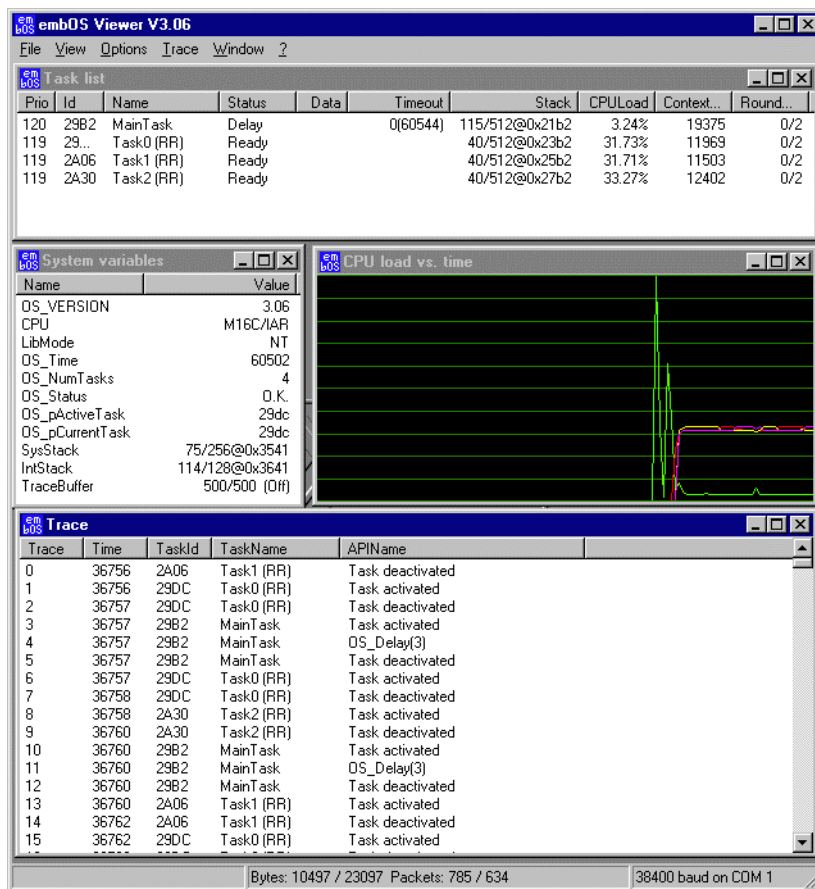 em bOS embOS Viewer V3.06
File View Options Trace Window ?
em bOS Task list
Prio Id Name Status Data Timeout Stack CPULoad Context... Round...
120 29B2 MainTask Delay 0(60544) 115/512@0x21b2 3.24% 19375 0/2
119 29... Task0 (RR) Ready 40/512@0x23b2 31.73% 11969 0/2
119 2A06 Task1 (RR) Ready 40/512@0x25b2 31.71% 11503 0/2
119 2A30 Task2 (RR) Ready 40/512@0x27b2 33.27% 12402 0/2
em bOS System variables
Name Value
OS_VERSION 3.06
CPU M16C/IAR
LibMode NT
OS_Time 60502
OS_NumTasks 4
OS_Status O.K.
OS_pActiveTask 29dc
OS_pCurrentTask 29dc
SysStack 75/256@0x3541
IntStack 114/128@0x3641
TraceBuffer 500/500 (Off)
em bOS CPU load vs. time
em bOS Trace
Trace Time TaskId TaskName APIName
0 36756 2A06 Task1 (RR) Task deactivated
1 36756 29DC Task0 (RR) Task activated
2 36757 29DC Task0 (RR) Task deactivated
3 36757 29B2 MainTask Task activated
4 36757 29B2 MainTask OS_Delay(3)
5 36757 29B2 MainTask Task deactivated
6 36757 29DC Task0 (RR) Task activated
7 36758 29DC Task0 (RR) Task deactivated
8 36758 2A30 Task2 (RR) Task activated
9 36760 2A30 Task2 (RR) Task deactivated
10 36760 29B2 MainTask Task activated
11 36760 29B2 MainTask OS_Delay(3)
12 36760 29B2 MainTask Task deactivated
13 36760 2A06 Task1 (RR) Task activated
14 36762 2A06 Task1 (RR) Task deactivated
15 36762 29DC Task0 (RR) Task activated
Bytes: 10497 / 23097 Packets: 785 / 634 38400 baud on COM 1